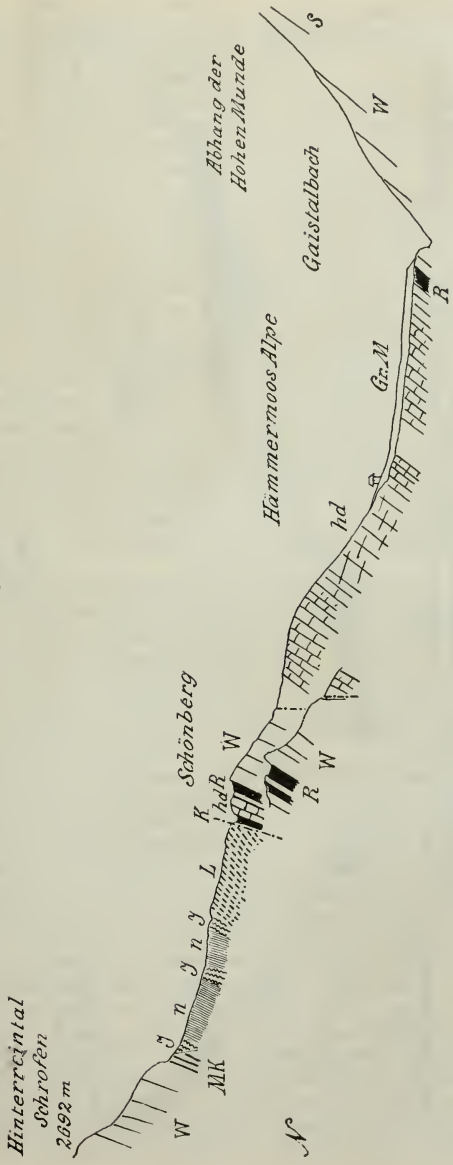 Hinterreintal
Schrofen
2692 m
W
MK
y n y n y
L
K hd R
Schönberg
W
R
W
hd
Hämmermoos Alpe
Gr.M
R
Gaistalbach
Abhang der
Hohen Munde
W
S
N